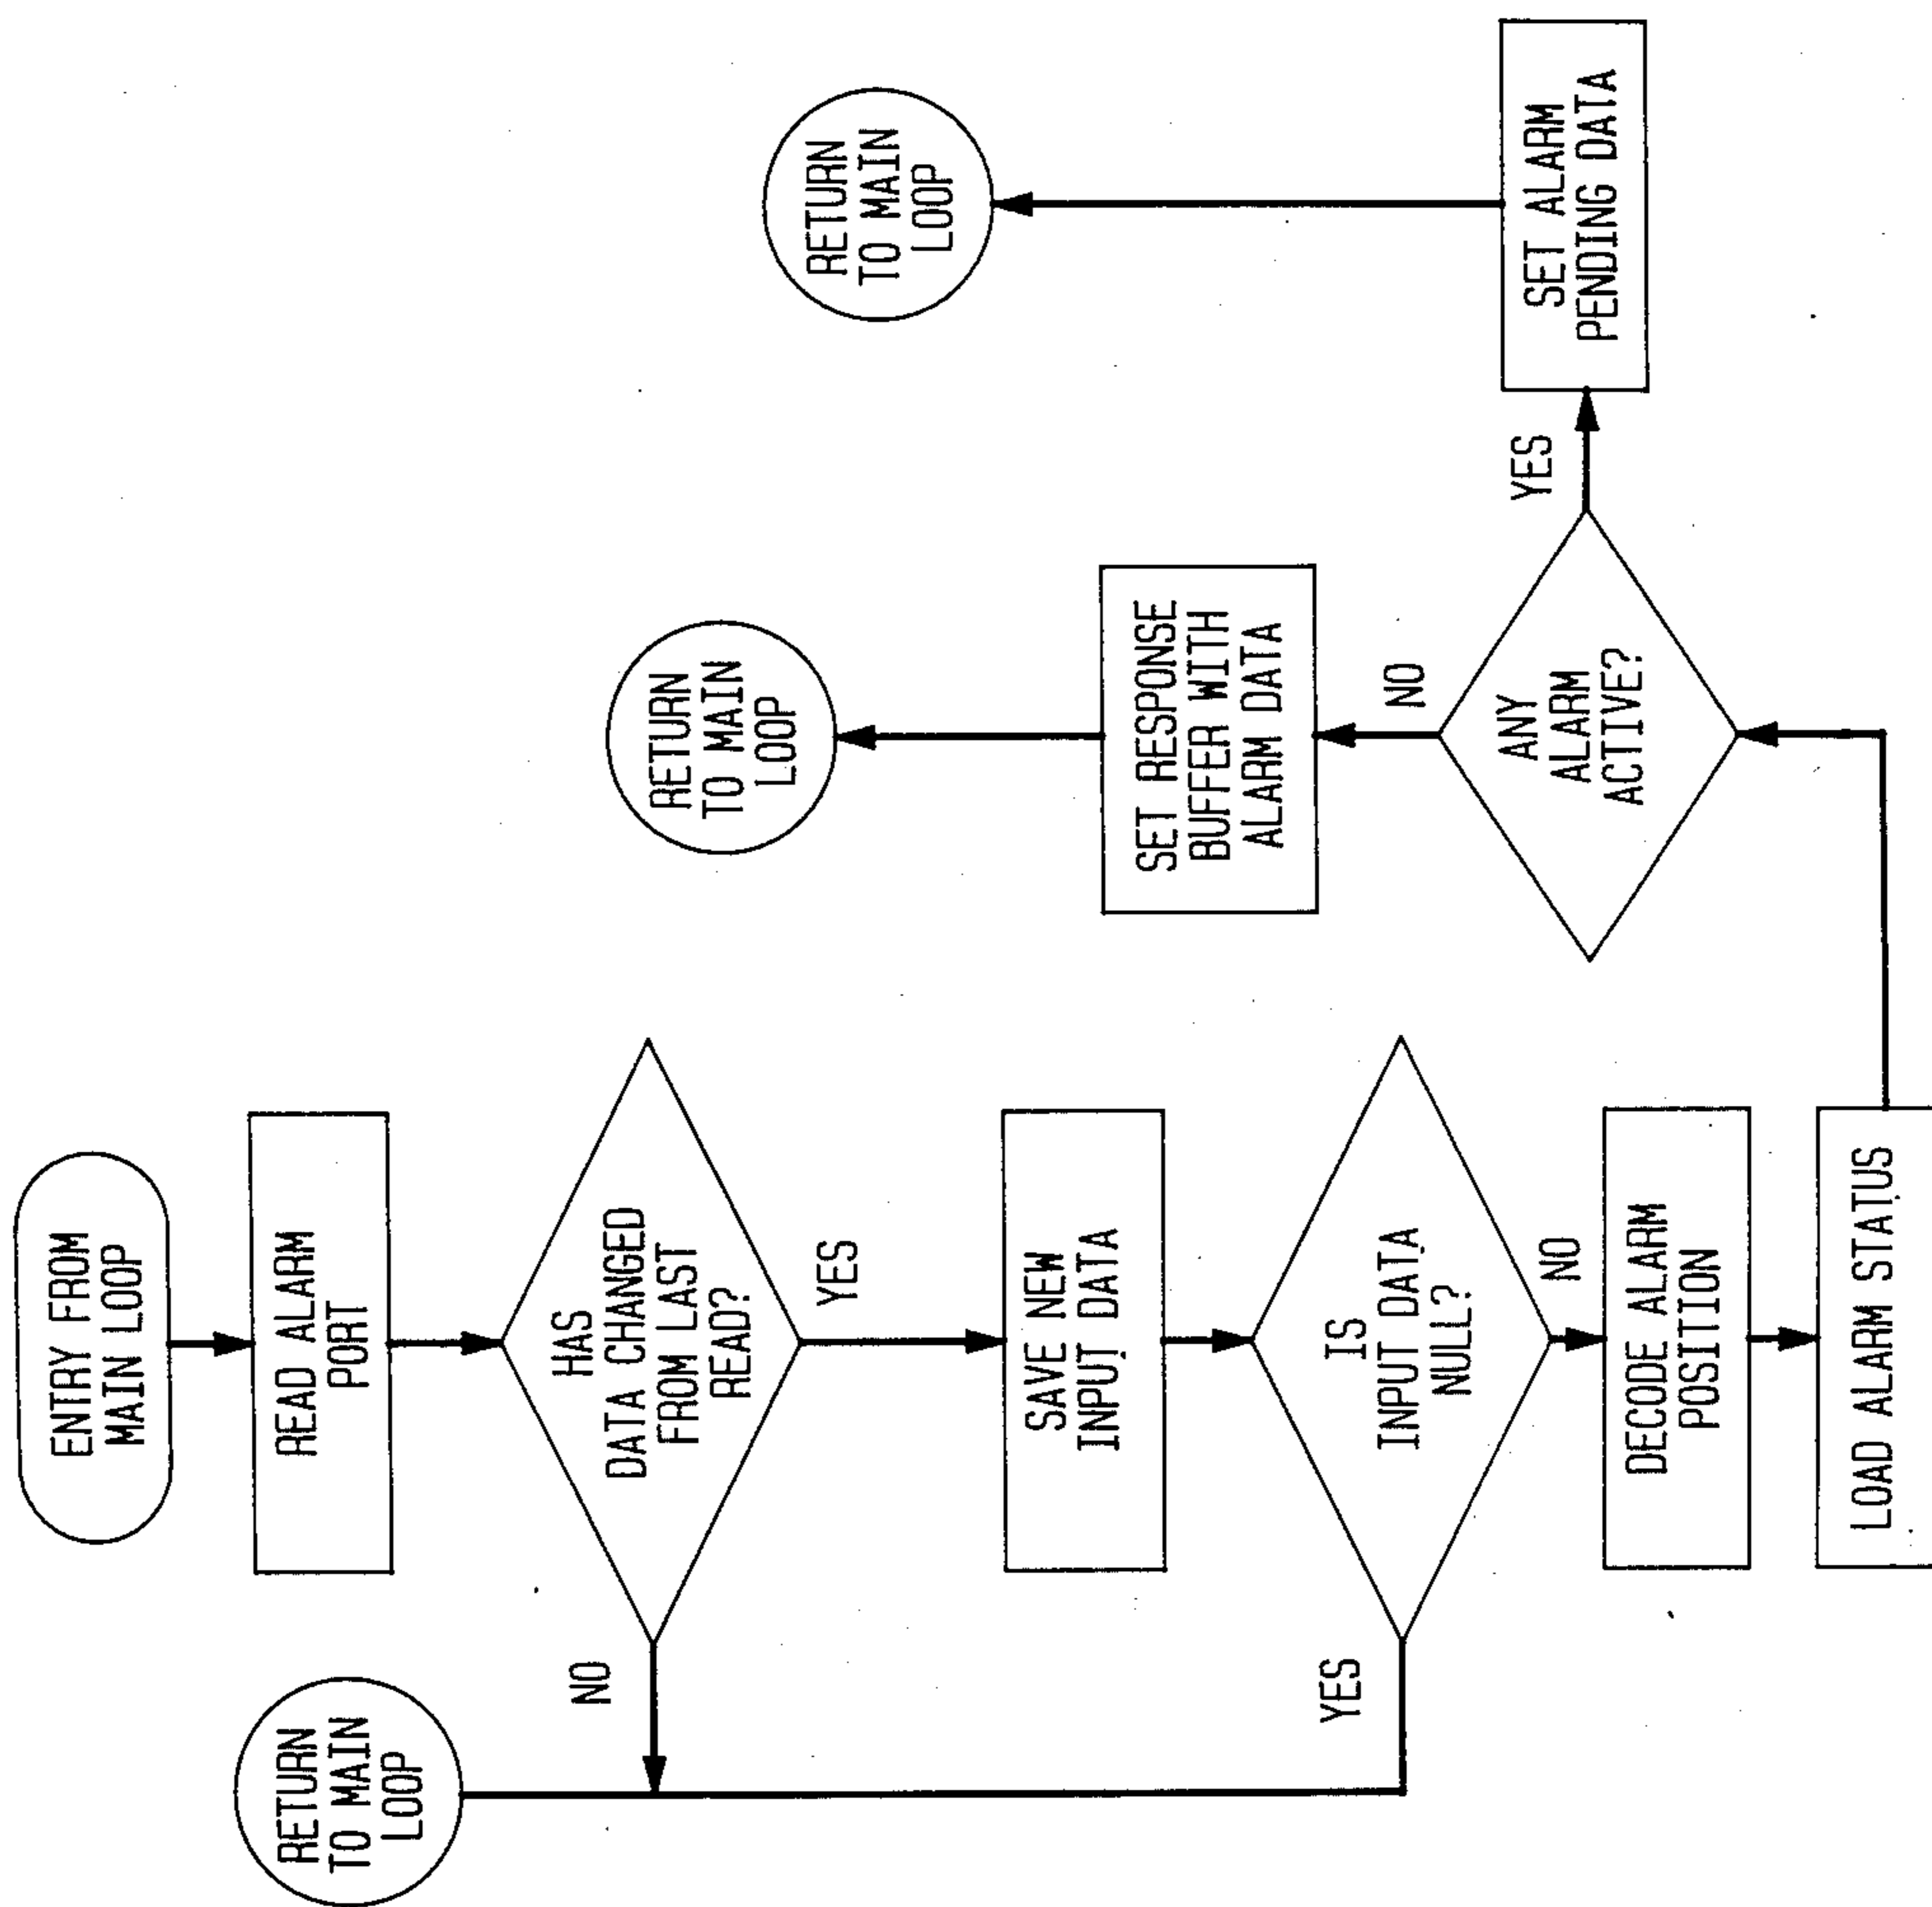 ENTRY FROM
MAIN LOOP
READ ALARM
PORT
HAS
DATA CHANGED
FROM LAST
READ?
NO
RETURN
TO MAIN
LOOP
YES
SAVE NEW
INPUT DATA
IS
INPUT DATA
NULL?
YES
NO
DECODE ALARM
POSITION
LOAD ALARM STATUS
ANY
ALARM
ACTIVE?
NO
SET RESPONSE
BUFFER WITH
ALARM DATA
RETURN
TO MAIN
LOOP
YES
SET ALARM
PENDING DATA
RETURN
TO MAIN
LOOP